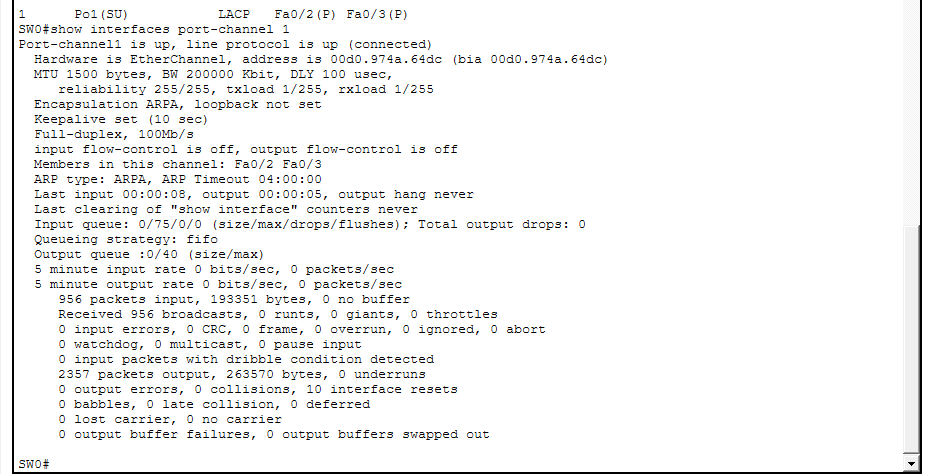 1      Po1(SU)           LACP   Fa0/2(P) Fa0/3(P)
SW0#show interfaces port-channel 1
Port-channel1 is up, line protocol is up (connected)
  Hardware is EtherChannel, address is 00d0.974a.64dc (bia 00d0.974a.64dc)
  MTU 1500 bytes, BW 200000 Kbit, DLY 100 usec,
     reliability 255/255, txload 1/255, rxload 1/255
  Encapsulation ARPA, loopback not set
  Keepalive set (10 sec)
  Full-duplex, 100Mb/s
  input flow-control is off, output flow-control is off
  Members in this channel: Fa0/2 Fa0/3
  ARP type: ARPA, ARP Timeout 04:00:00
  Last input 00:00:08, output 00:00:05, output hang never
  Last clearing of "show interface" counters never
  Input queue: 0/75/0/0 (size/max/drops/flushes); Total output drops: 0
  Queueing strategy: fifo
  Output queue :0/40 (size/max)
  5 minute input rate 0 bits/sec, 0 packets/sec
  5 minute output rate 0 bits/sec, 0 packets/sec
     956 packets input, 193351 bytes, 0 no buffer
     Received 956 broadcasts, 0 runts, 0 giants, 0 throttles
     0 input errors, 0 CRC, 0 frame, 0 overrun, 0 ignored, 0 abort
     0 watchdog, 0 multicast, 0 pause input
     0 input packets with dribble condition detected
     2357 packets output, 263570 bytes, 0 underruns
     0 output errors, 0 collisions, 10 interface resets
     0 babbles, 0 late collision, 0 deferred
     0 lost carrier, 0 no carrier
     0 output buffer failures, 0 output buffers swapped out
SW0#